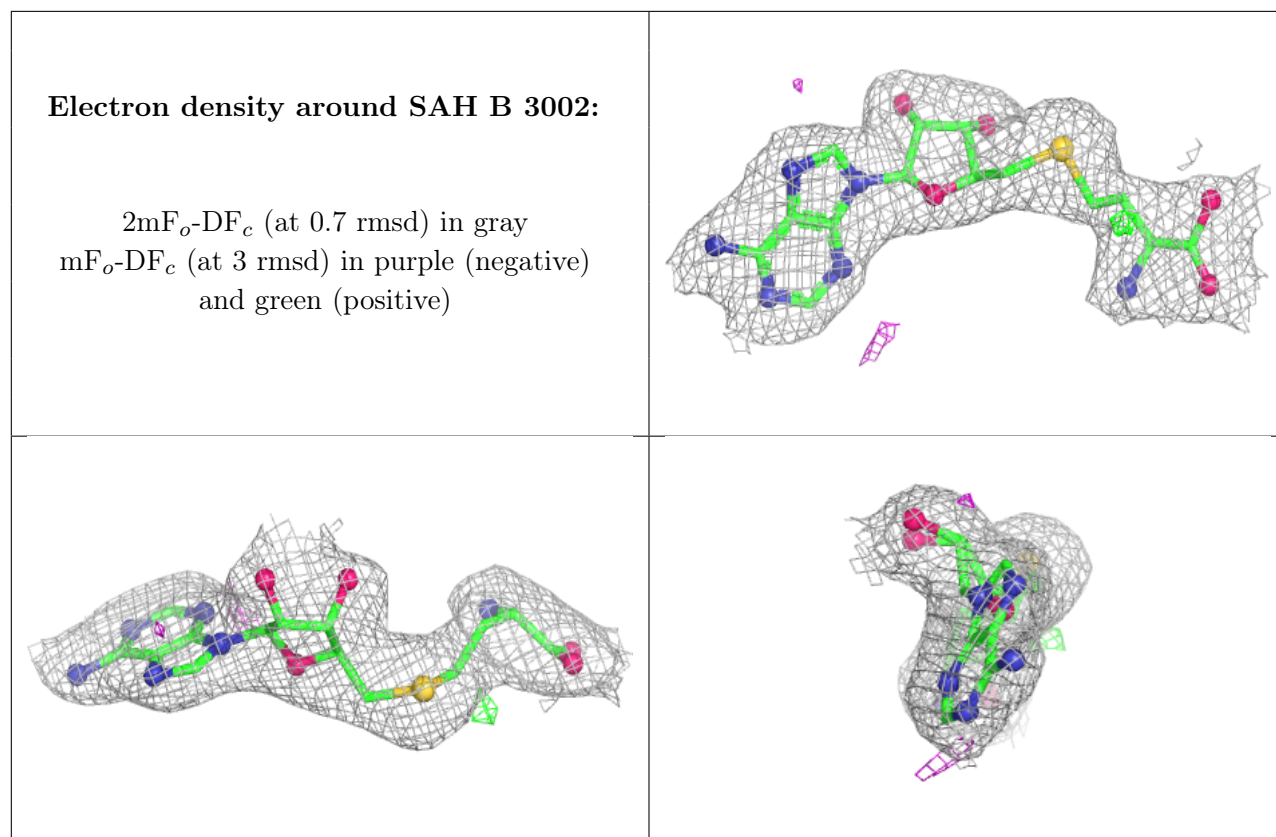 Electron density around SAH B 3002:
2mFo-DFc (at 0.7 rmsd) in gray
mFo-DFc (at 3 rmsd) in purple (negative)
and green (positive)